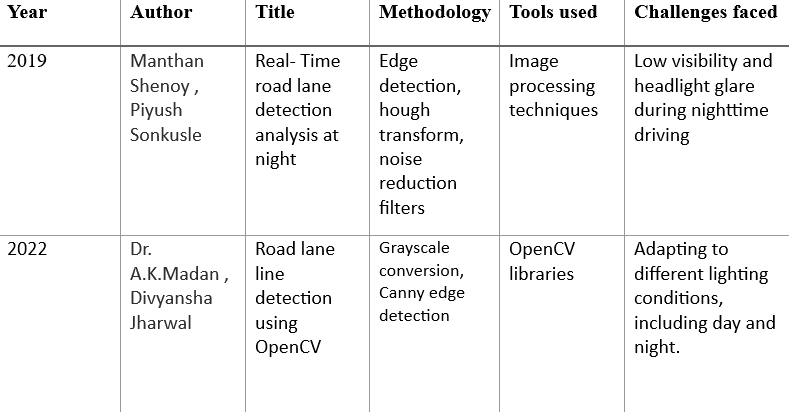 Year Author Title Methodology Tools used Challenges faced
2019
Manthan
Shenoy ,
Piyush
Sonkusle
Real- Time
road lane
detection
analysis at
night
Edge
detection,
hough
transform,
noise
reduction
filters
Image
processing
techniques
Low visibility and
headlight glare
during nighttime
driving
2022
Dr.
A.K.Madan ,
Divyansha
Jharwal
Road lane
line
detection
using
OpenCV
Grayscale
conversion,
Canny edge
detection
OpenCV
libraries
Adapting to
different lighting
conditions,
including day and
night.